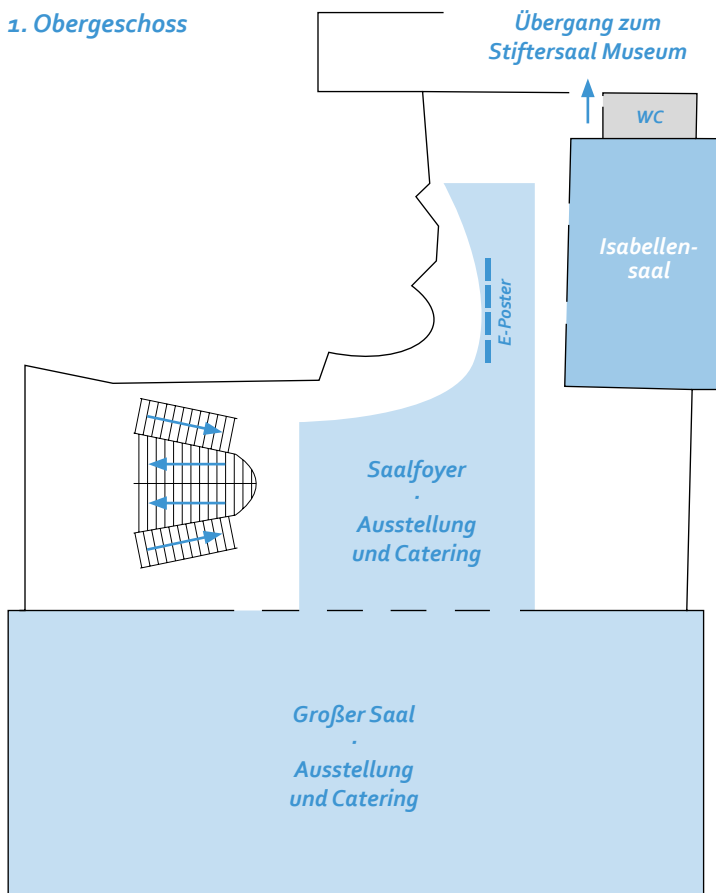 1. Obergeschoss
Übergang zum
Stiftersaal Museum
WC
Isabellen-
saal
E-Poster
Saalfoyer
·
Ausstellung
und Catering
Großer Saal
·
Ausstellung
und Catering